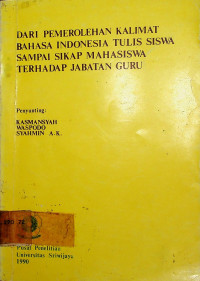 DARI PEMEROLEHAN KALIMAT
BAHASA INDONESIA TULIS SISWA
SAMPAI SIKAP MAHASISWA
TERHADAP JABATAN GURU
Penyunting:
KASMANSYAH
WASPODO
SYAHMIN A.K.
Pusat Penelitian
Universitas Sriwijaya
1990